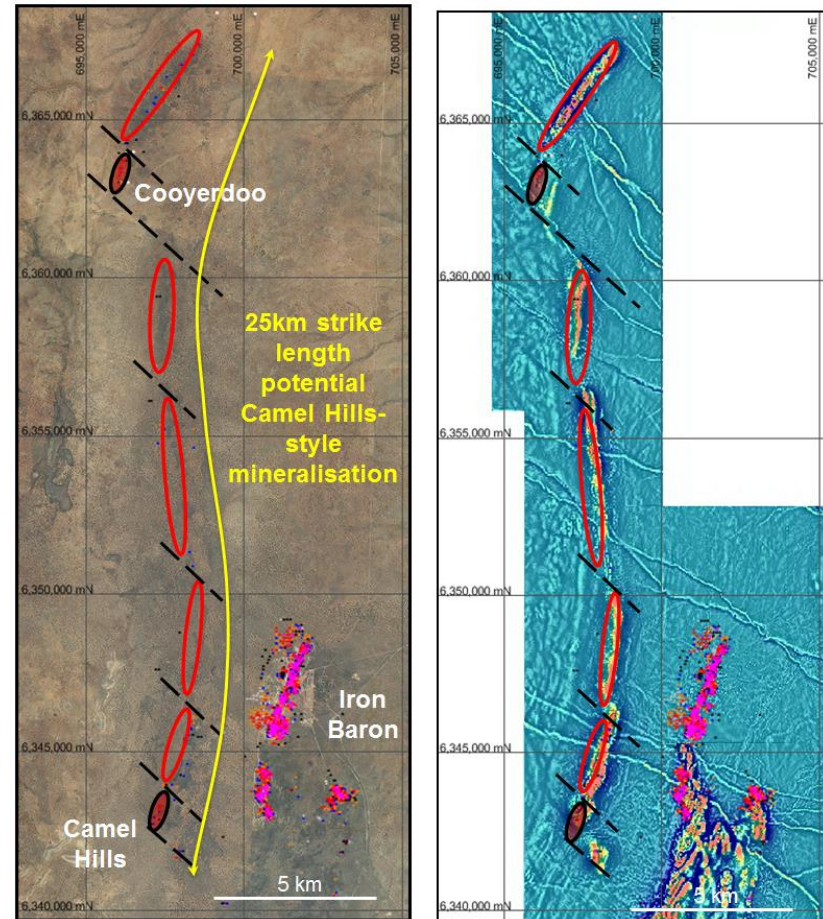 695,000 mE
700,000 mE
705,000 mE
6,365,000 mN
Cooyerdoo
6,360,000 mN
25km strike
length
potential
Camel Hills-
style
mineralisation
6,355,000 mN
6,350,000 mN
Iron
Baron
6,345,000 mN
Camel
Hills
5 km
6,340,000 mN
695,000 mE
700,000 mE
705,000 mE
6,365,000 mN
6,360,000 mN
6,355,000 mN
6,350,000 mN
6,345,000 mN
6,340,000 mN
5 km